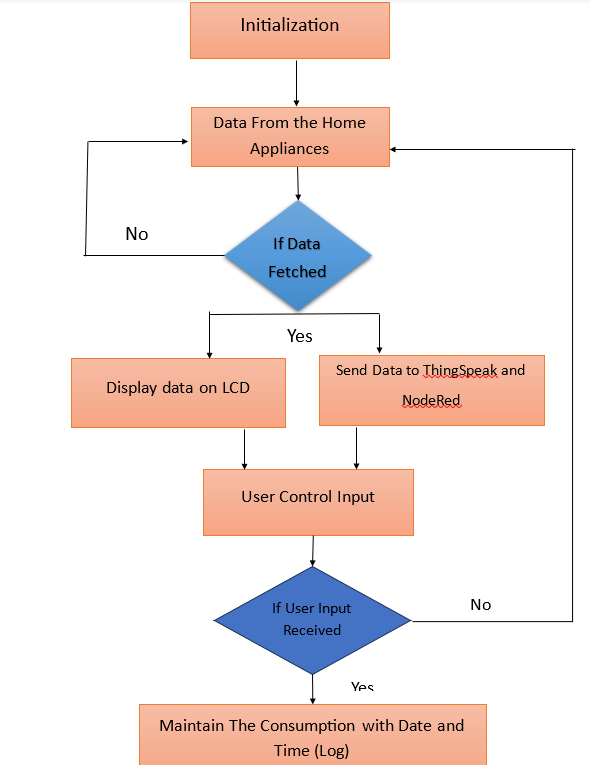 Initialization
Data From the Home
Appliances
No
If Data
Fetched
Yes
Display data on LCD
Send Data to ThingSpeak and
NodeRed
User Control Input
If User Input
Received
No
Yes
Maintain The Consumption with Date and
Time (Log)